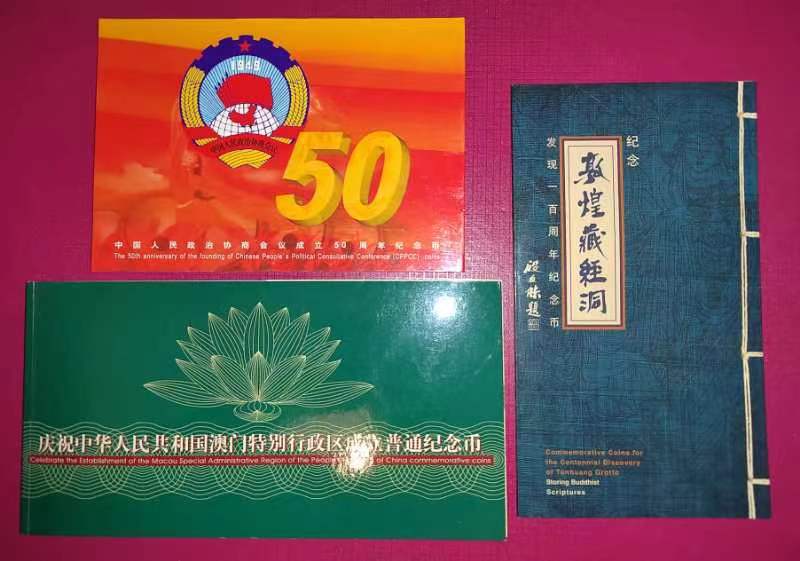 1949
中国人民政治协商会议
50
中国人民政治协商会议成立50周年纪念币
The 50th anniversary of the founding of Chinese People's Political Consultative Conference (CPPCC) coins
庆祝中华人民共和国澳门特别行政区成立普通纪念币
Celebrate the Establishment of the Macau Special Administrative Region of the People's of China commemorative coins
纪念
敦煌藏经洞
发现一百周年纪念币
题
Commemorative Coins for
the Centennial Discovery
of Tunhuang Grotto
Storing Buddhist
Scriptures